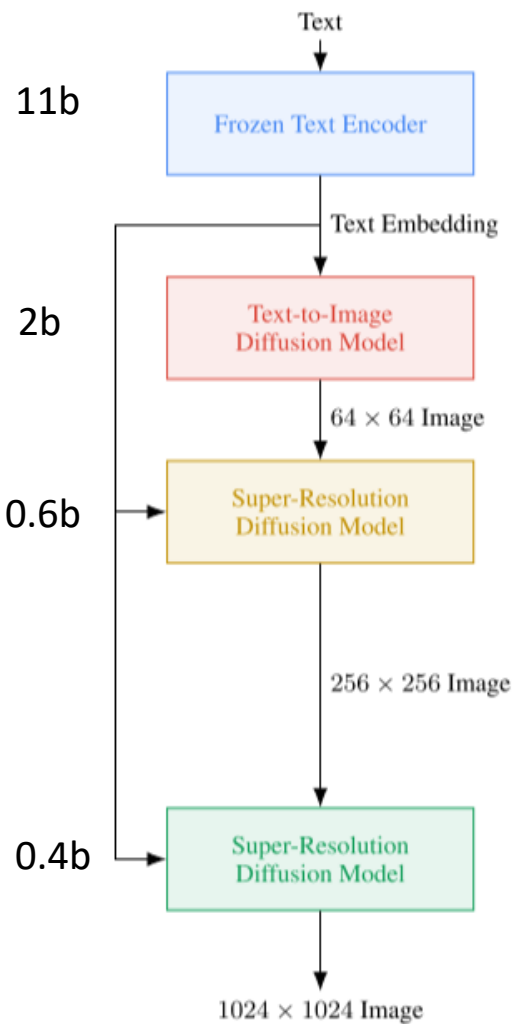 Text
11b
Frozen Text Encoder
Text Embedding
2b
Text-to-Image
Diffusion Model
64 × 64 Image
0.6b
Super-Resolution
Diffusion Model
256 × 256 Image
0.4b
Super-Resolution
Diffusion Model
1024 × 1024 Image